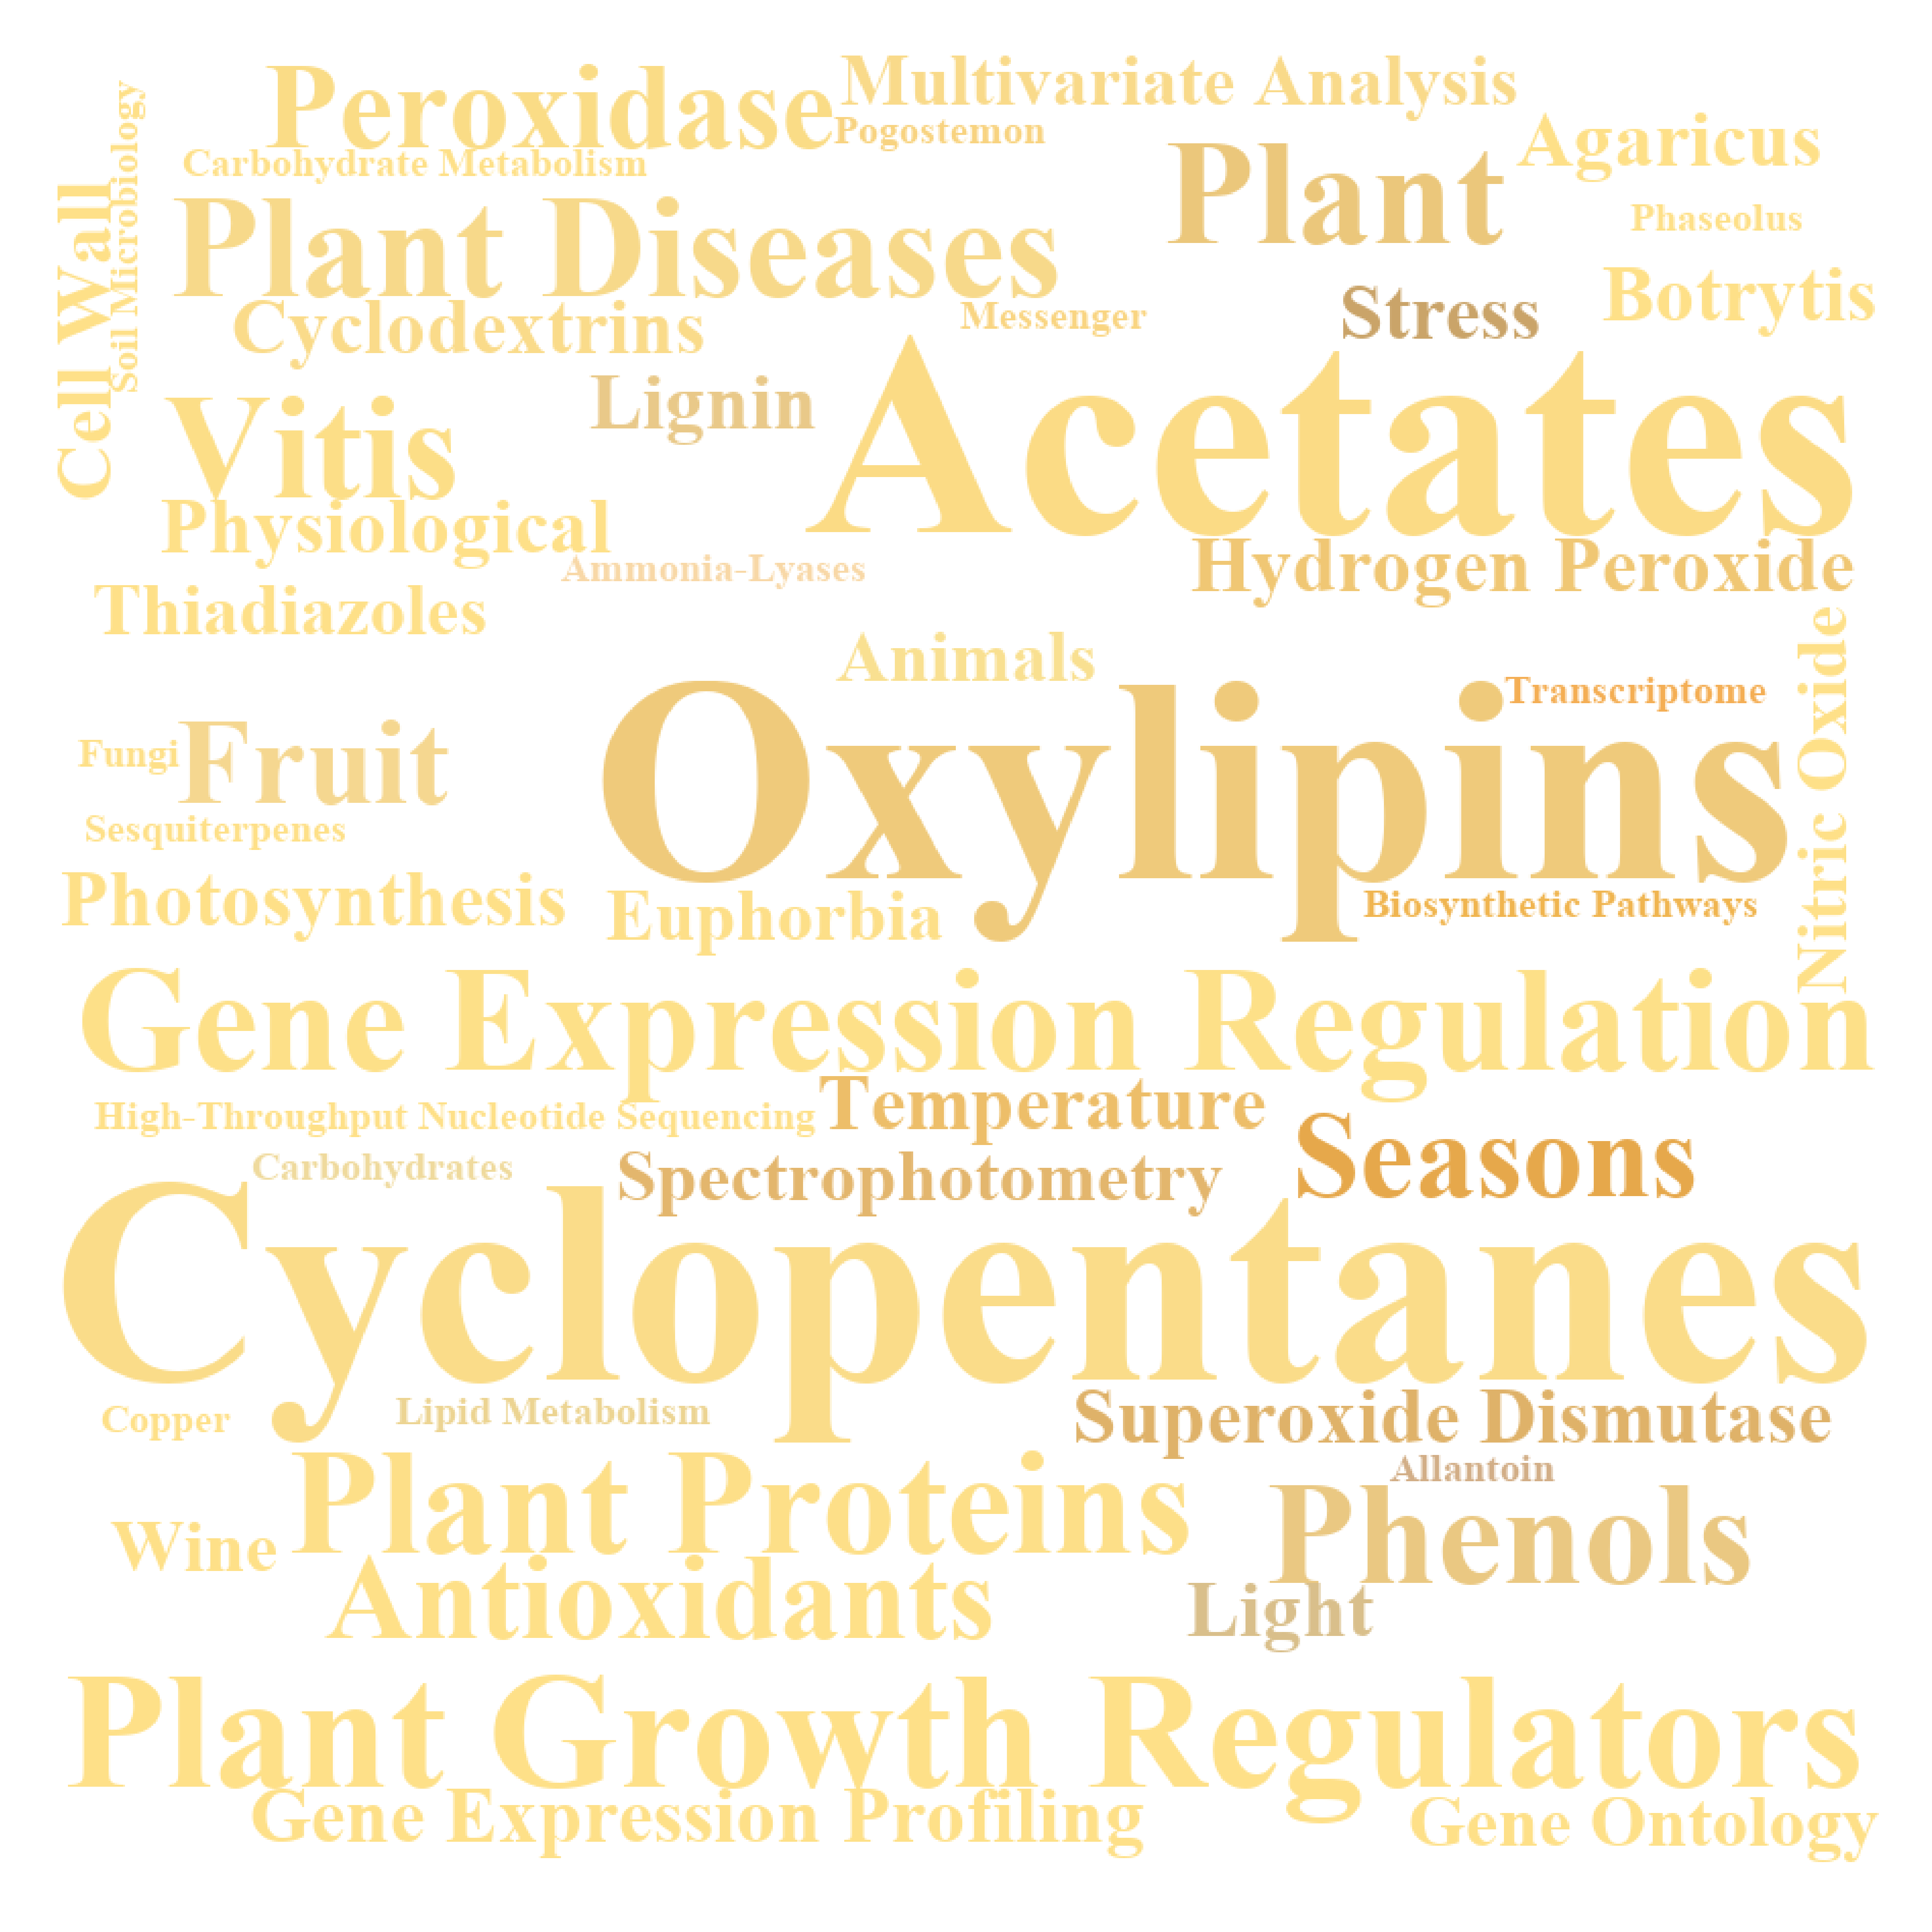 Peroxidase
Multivariate Analysis
Pogostemon
Agaricus
Carbohydrate Metabolism
Plant
Soil Microbiology
Cell Wall
Plant Diseases
Phaseolus
Cyclodextrins
Messenger
Stress
Botrytis
Lignin
Acetates
Vitis
Physiological
Hydrogen Peroxide
Ammonia-Lyases
Thiadiazoles
Animals
Transcriptome
Nitric Oxide
Fungi
Fruit
Oxylipins
Sesquiterpenes
Photosynthesis
Euphorbia
Biosynthetic Pathways
Gene Expression Regulation
High-Throughput Nucleotide Sequencing
Temperature
Seasons
Carbohydrates
Spectrophotometry
Cyclopentanes
Copper
Lipid Metabolism
Superoxide Dismutase
Allantoin
Plant Proteins
Phenols
Wine
Antioxidants
Light
Plant Growth Regulators
Gene Expression Profiling
Gene Ontology